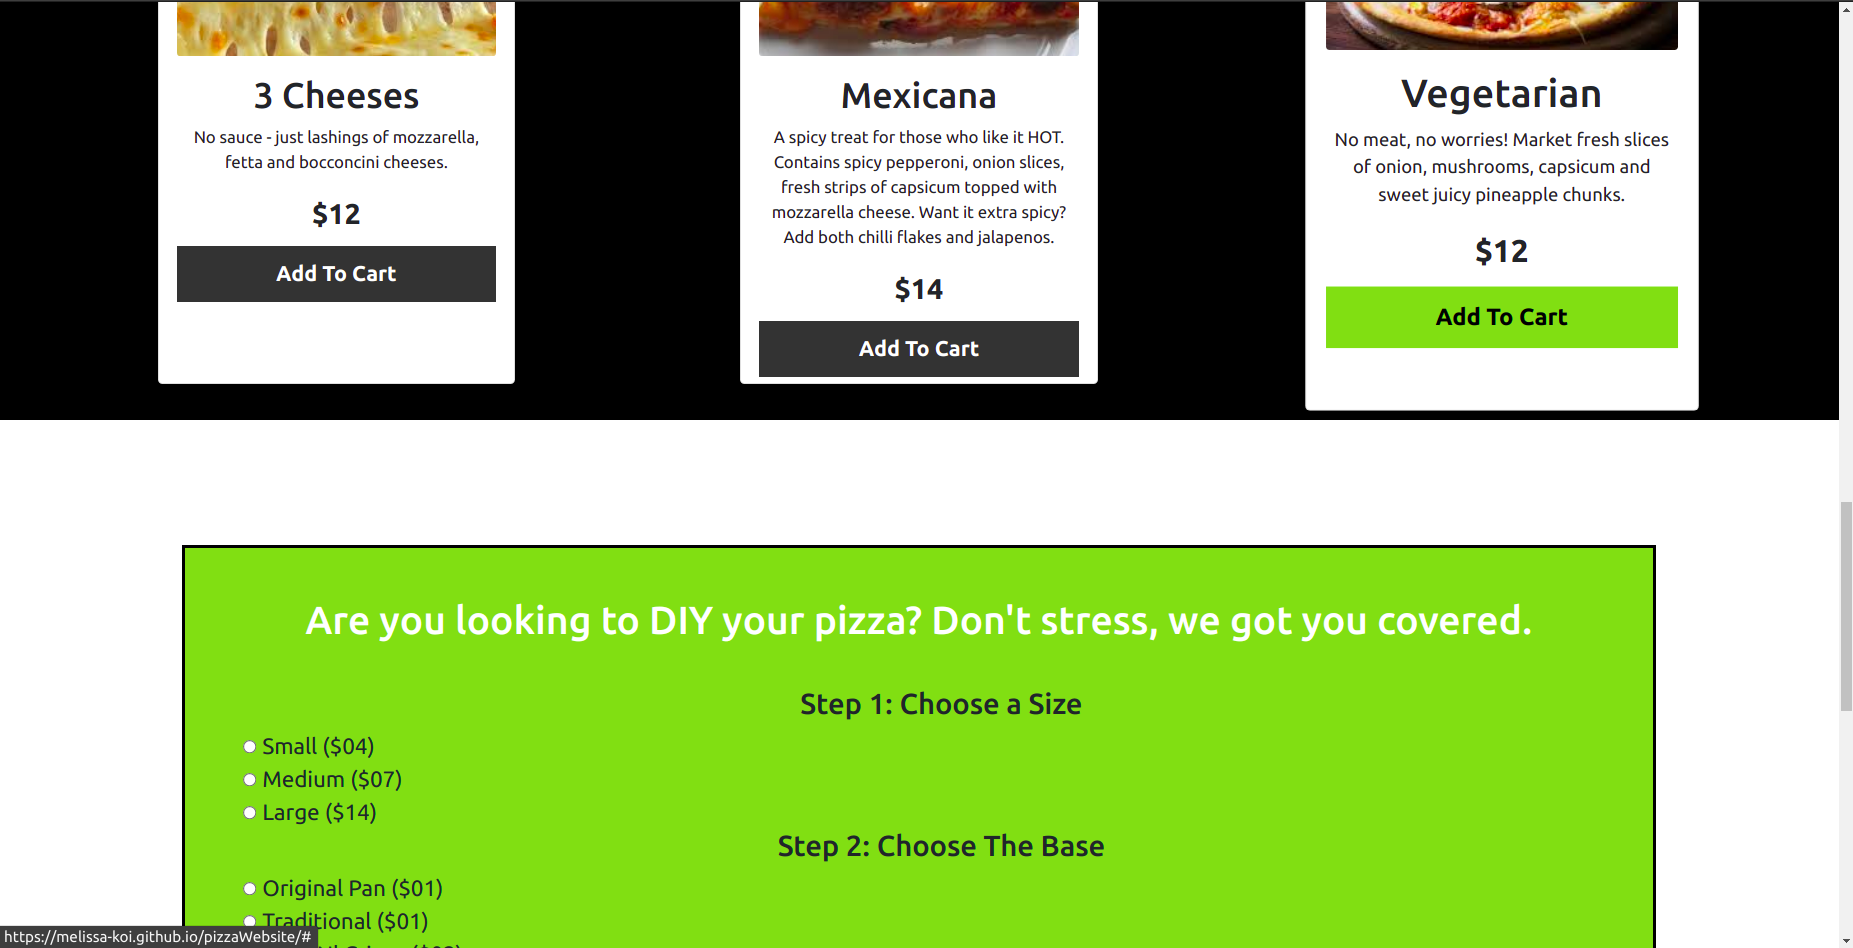 3 Cheeses
No sauce - just lashings of mozzarella,
fetta and bocconcini cheeses.
$12
Add To Cart
Mexicana
A spicy treat for those who like it HOT.
Contains spicy pepperoni, onion slices,
fresh strips of capsicum topped with
mozzarella cheese. Want it extra spicy?
Add both chilli flakes and jalapenos.
$14
Add To Cart
Vegetarian
No meat, no worries! Market fresh slices
of onion, mushrooms, capsicum and
sweet juicy pineapple chunks.
$12
Add To Cart
Are you looking to DIY your pizza? Don't stress, we got you covered.
Step 1: Choose a Size
Small ($04)
Medium ($07)
Large ($14)
Step 2: Choose The Base
Original Pan ($01)
Traditional ($01)
https://melissa-koi.github.io/pizzaWebsite/#